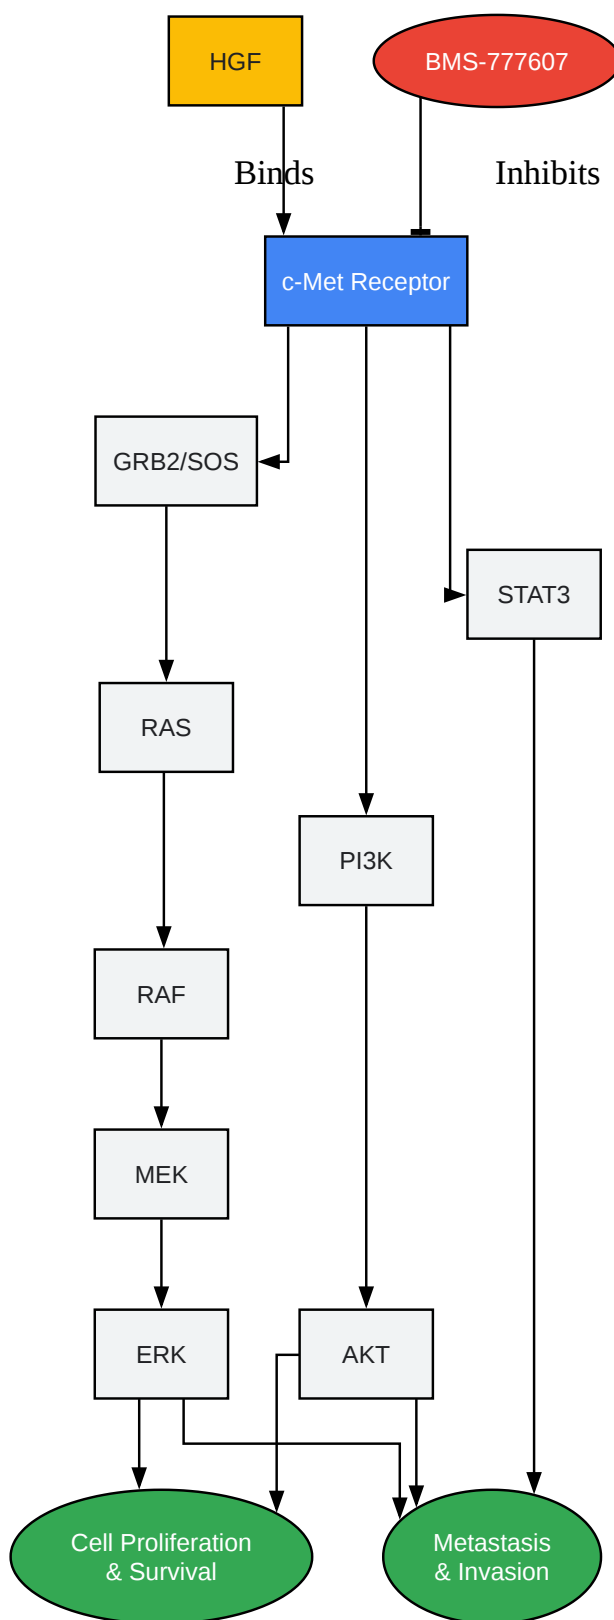 HGF
BMS-777607
Binds
Inhibits
c-Met Receptor
GRB2/SOS
STAT3
RAS
PI3K
RAF
MEK
ERK
AKT
Cell Proliferation
& Survival
Metastasis
& Invasion